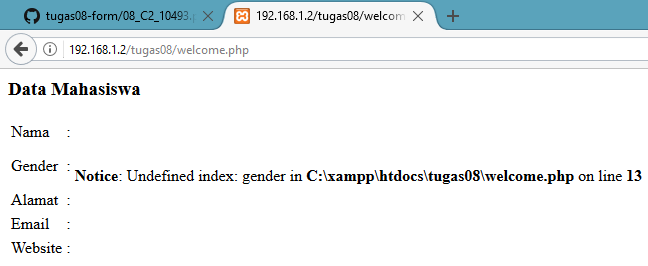 tugas08-form/08_C2_10493.
192.168.1.2/tugas08/welcom
192.168.1.2/tugas08/welcome.php
Data Mahasiswa
Nama :
Gender :
Notice: Undefined index: gender in C:\xampp\htdocs\tugas08\welcome.php on line 13
Alamat :
Email :
Website :